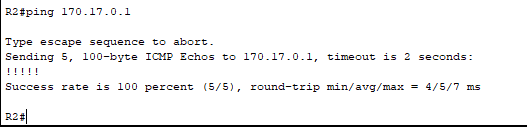 R2#ping 170.17.0.1
Type escape sequence to abort.
Sending 5, 100-byte ICMP Echos to 170.17.0.1, timeout is 2 seconds:
!!!!!
Success rate is 100 percent (5/5), round-trip min/avg/max = 4/5/7 ms
R2#